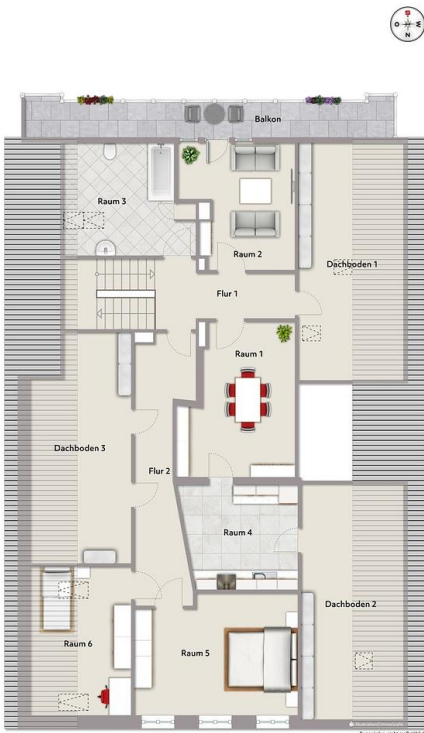 O
W
N
Balkon
Raum 3
Raum 2
Dachboden 1
Flur 1
Raum 1
Dachboden 3
Flur 2
Raum 4
Dachboden 2
Raum 6
Raum 5